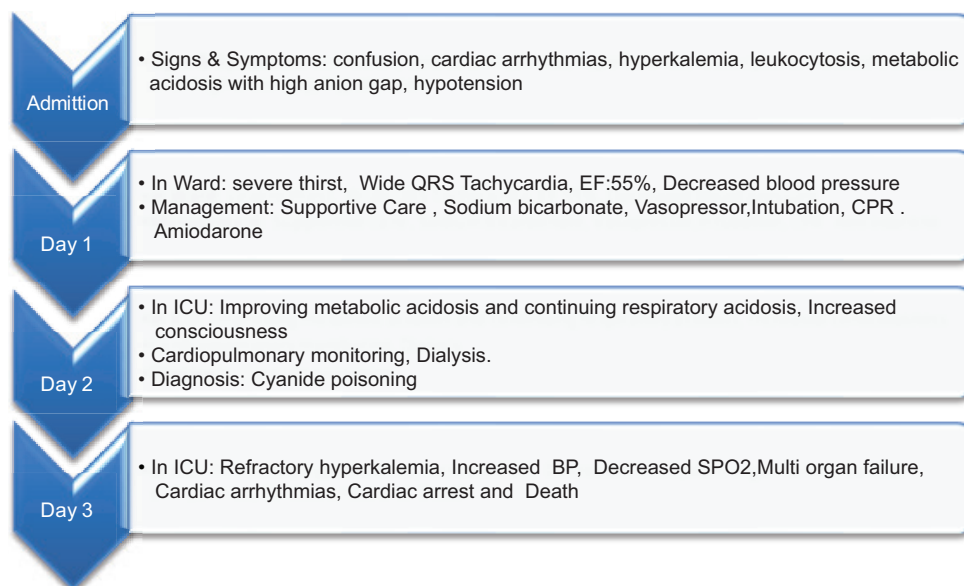 Admittion
• Signs & Symptoms: confusion, cardiac arrhythmias, hyperkalemia, leukocytosis, metabolic
acidosis with high anion gap, hypotension
Day 1
• In Ward: severe thirst, Wide QRS Tachycardia, EF:55%, Decreased blood pressure
• Management: Supportive Care , Sodium bicarbonate, Vasopressor,Intubation, CPR .
Amiodarone
Day 2
• In ICU: Improving metabolic acidosis and continuing respiratory acidosis, Increased
consciousness
• Cardiopulmonary monitoring, Dialysis.
• Diagnosis: Cyanide poisoning
Day 3
• In ICU: Refractory hyperkalemia, Increased BP, Decreased SPO2,Multi organ failure,
Cardiac arrhythmias, Cardiac arrest and Death